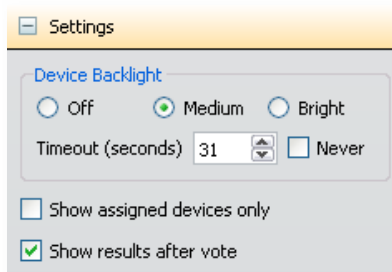 Settings
Device Backlight
Off Medium Bright
Timeout (seconds) 31 Never
Show assigned devices only
Show results after vote